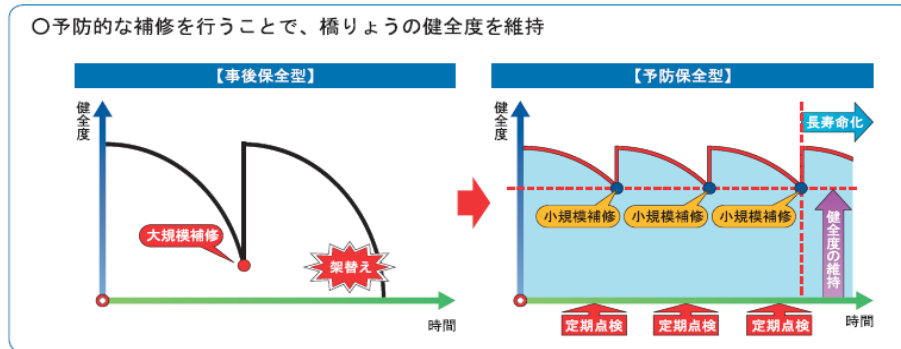 〇予防的な補修を行うことで、橋りょうの健全度を維持
【事後保全型】
健全度
大規模補修
架替え
時間
【予防保全型】
健全度
長寿命化
小規模補修
小規模補修
小規模補修
健全度の維持
時間
定期点検
定期点検
定期点検